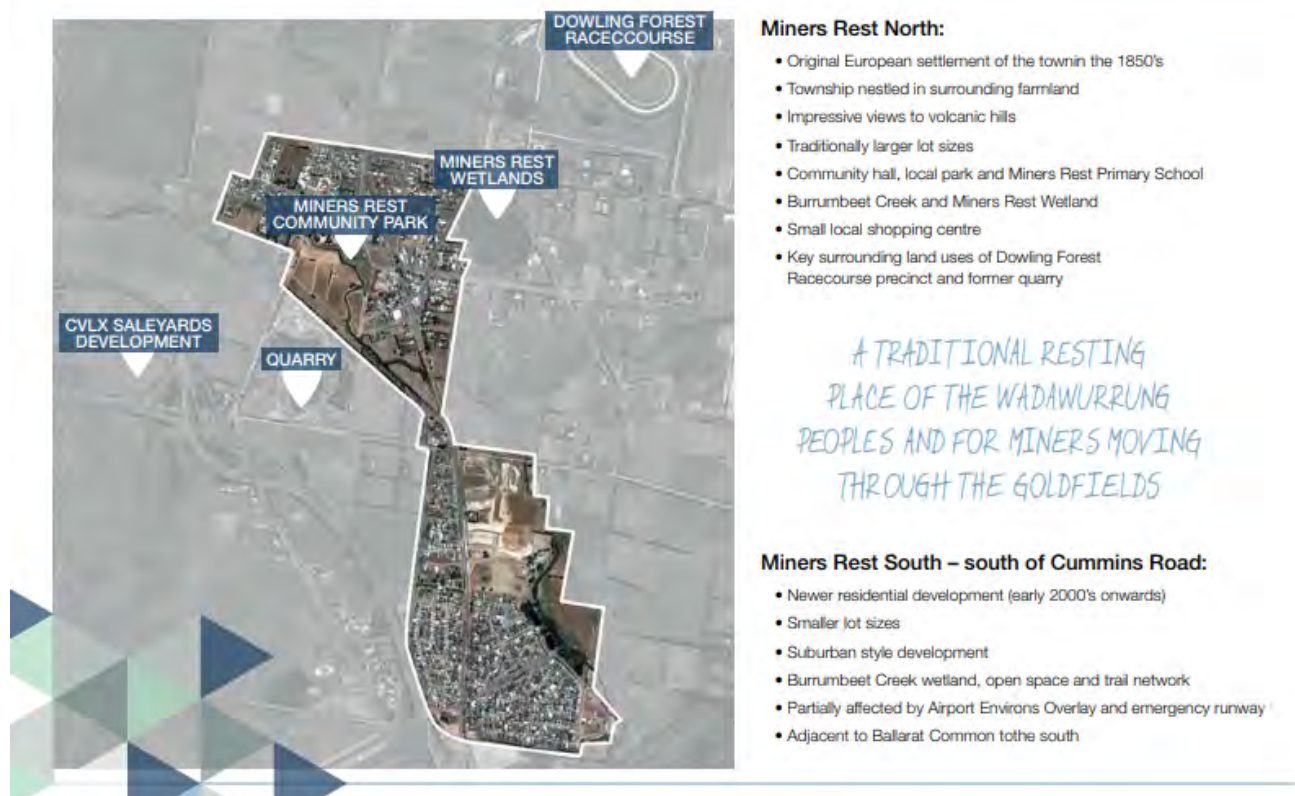 DOWLING FOREST
RACECCOURSE
MINERS REST
WETLANDS
MINERS REST
COMMUNITY PARK
CVLX SALEYARDS
DEVELOPMENT
QUARRY
Miners Rest North:
• Original European settlement of the townin the 1850's
• Township nestled in surrounding farmland
• Impressive views to volcanic hills
• Traditionally larger lot sizes
• Community hall, local park and Miners Rest Primary School
• Burrumbeet Creek and Miners Rest Wetland
• Small local shopping centre
• Key surrounding land uses of Dowling Forest
Racecourse precinct and former quarry
A TRADITIONAL RESTING
PLACE OF THE WADAWURRUNG
PEOPLES AND FOR MINERS MOVING
THROUGH THE GOLDFIELDS
Miners Rest South – south of Cummins Road:
• Newer residential development (early 2000's onwards)
• Smaller lot sizes
• Suburban style development
• Burrumbeet Creek wetland, open space and trail network
• Partially affected by Airport Environs Overlay and emergency runway
• Adjacent to Ballarat Common tothe south